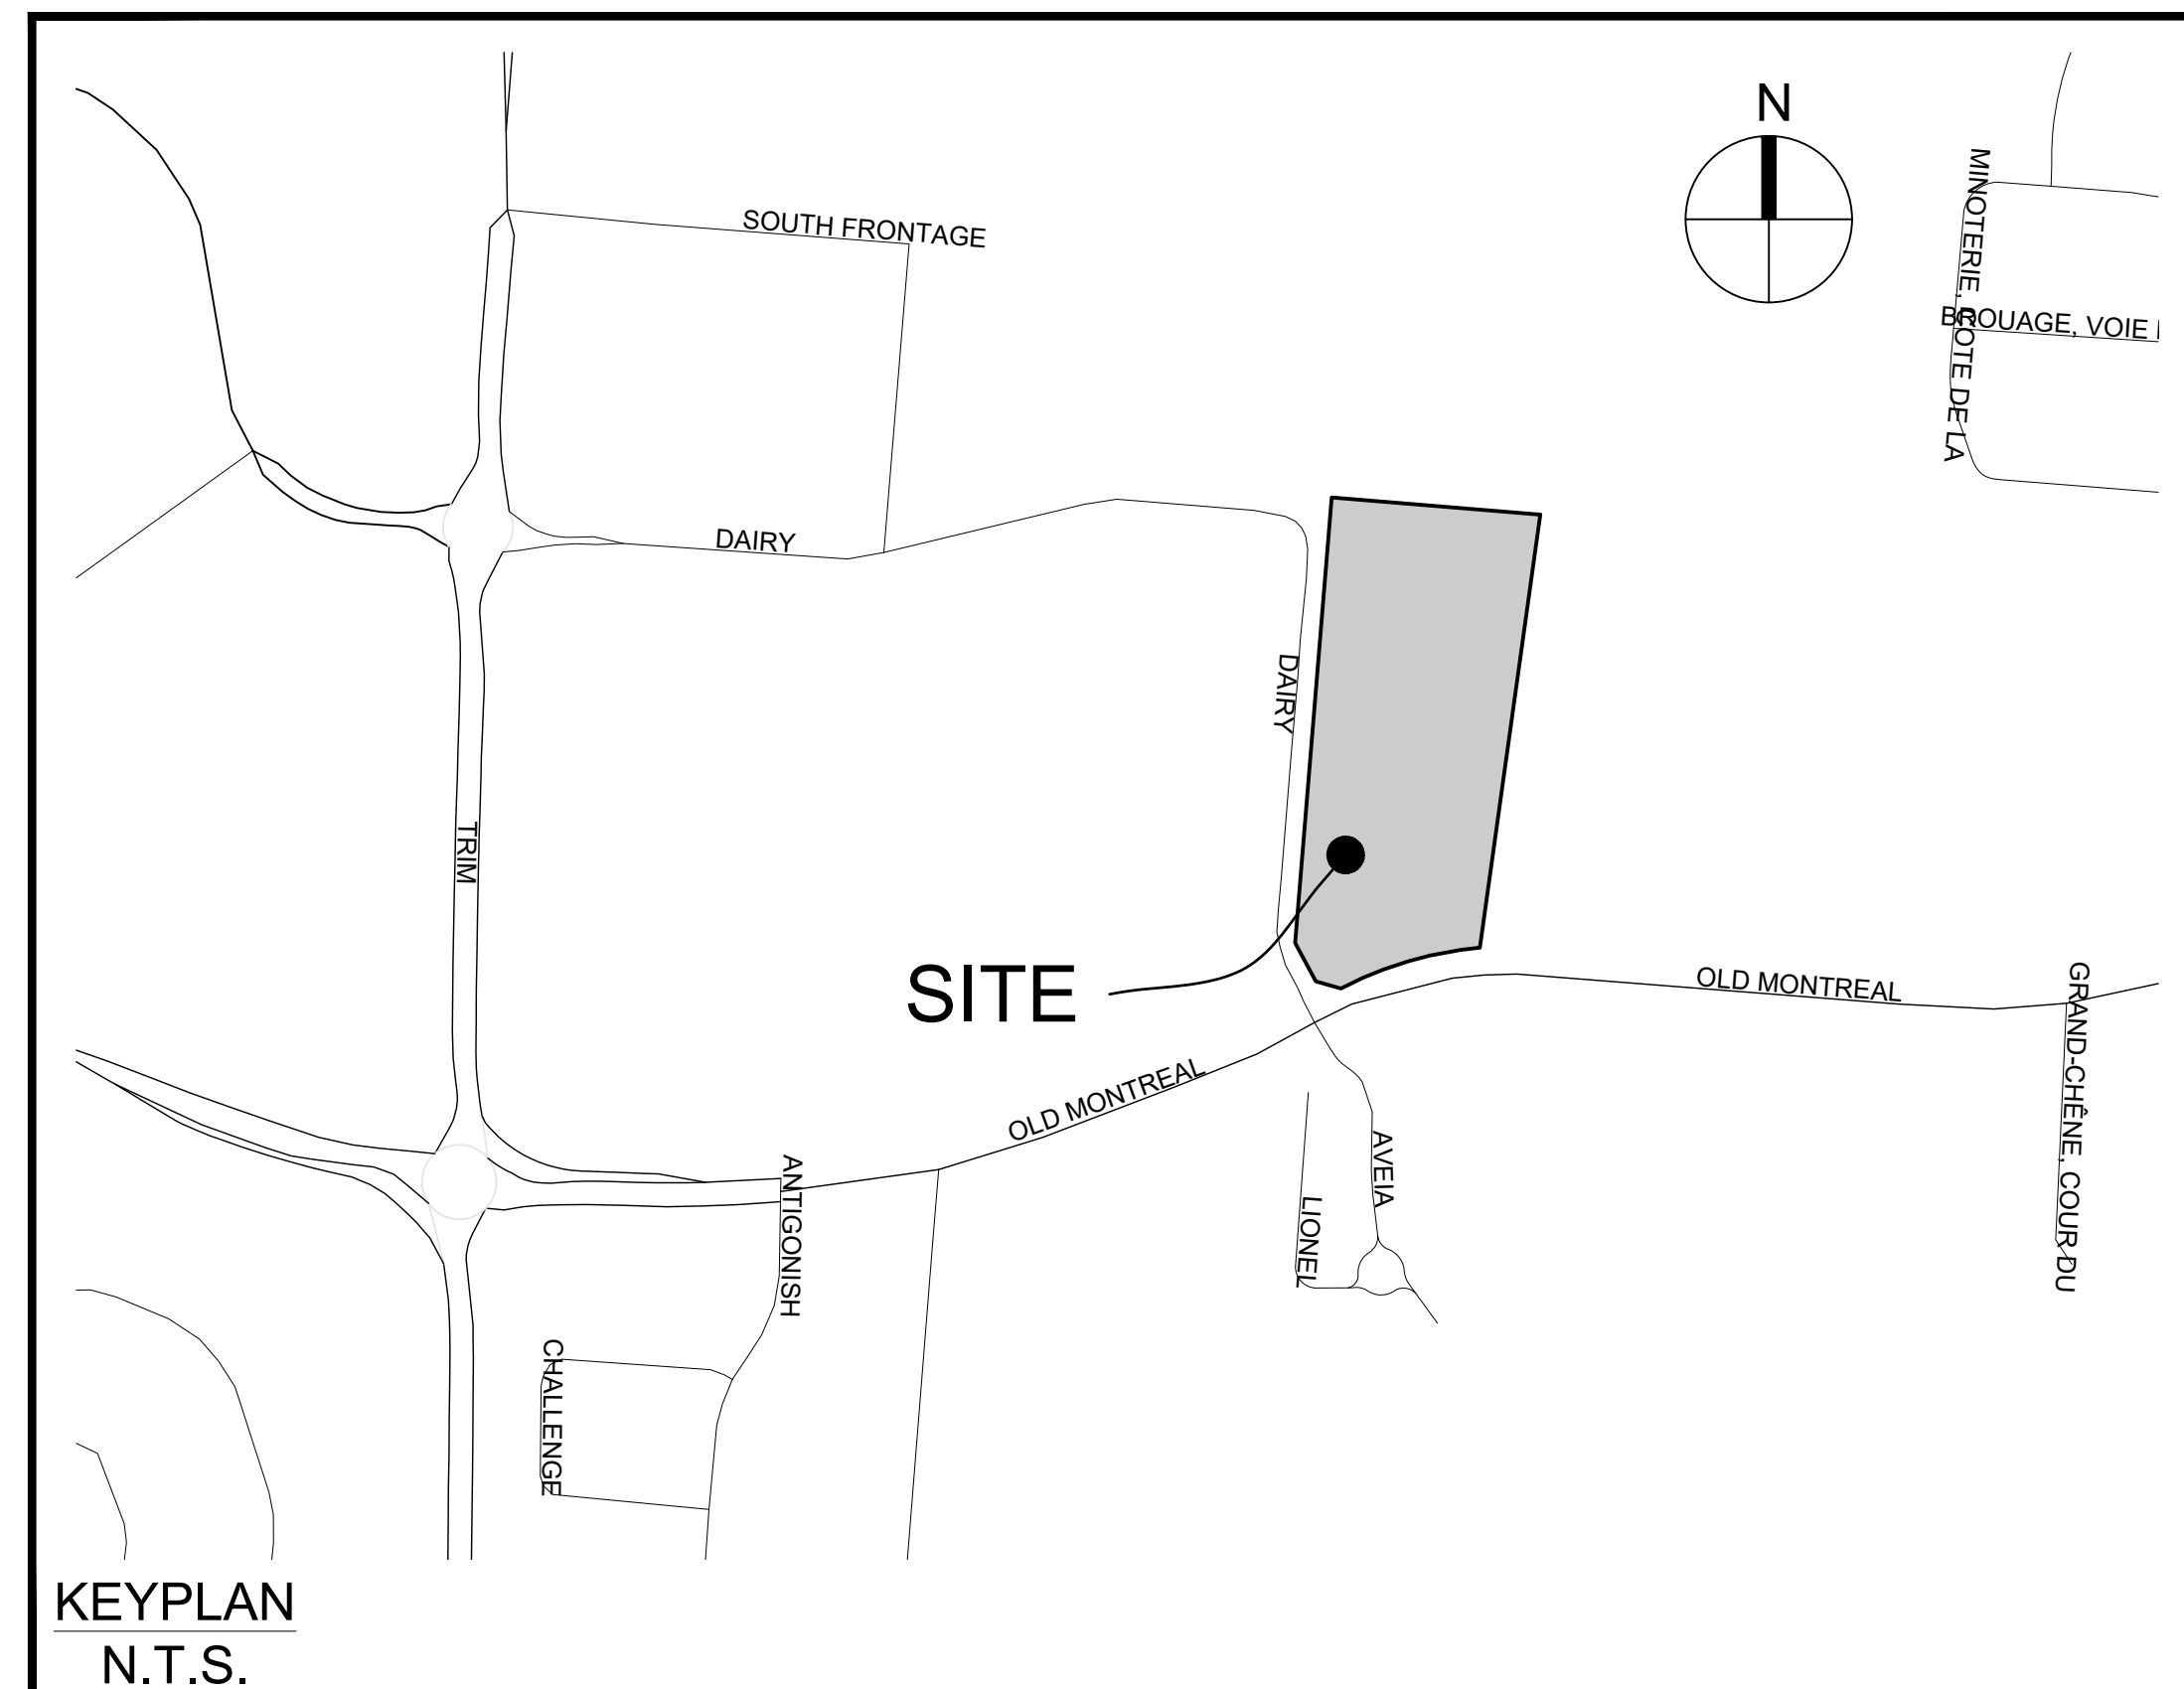 N
SOUTH FRONTAGE
MINOTERIE, COTE DE LA
BROUAGE, VOIE
DAIRY
DAIRY
TRIM
SITE
OLD MONTREAL
GRAND-CHÊNE, COUR DU
OLD MONTREAL
AVEIA
ANTIGONISH
LIONEL
CHALLENGE
KEYPLAN
N.T.S.